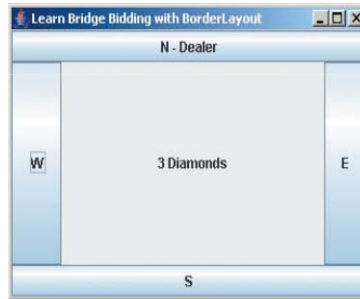 Learn Bridge Bidding with BorderLayout
N - Dealer
W
3 Diamonds
E
S